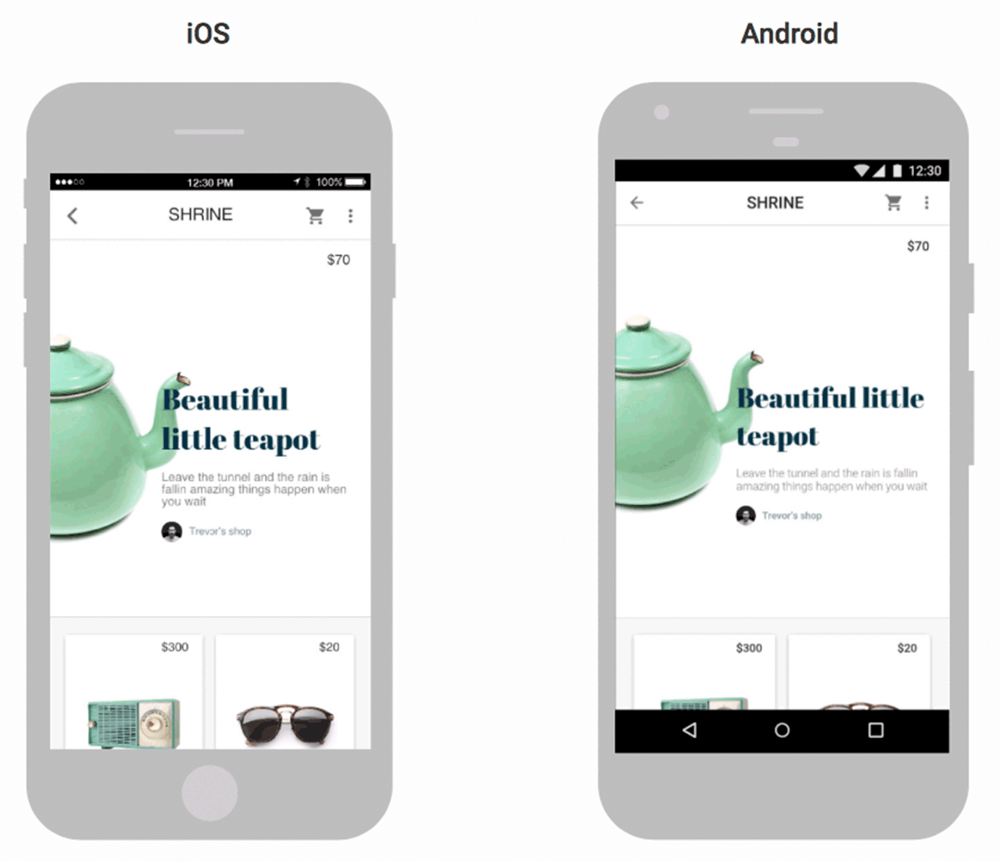 iOS
12:30 PM
100%
SHRINE
$70
Beautiful
little teapot
Leave the tunnel and the rain is
fallin amazing things happen when
you wait
Trevor's shop
$300
$20
Android
12:30
SHRINE
$70
Beautiful little
teapot
Leave the tunnel and the rain is fallin
amazing things happen when you wait
Trevor's shop
$300
$20